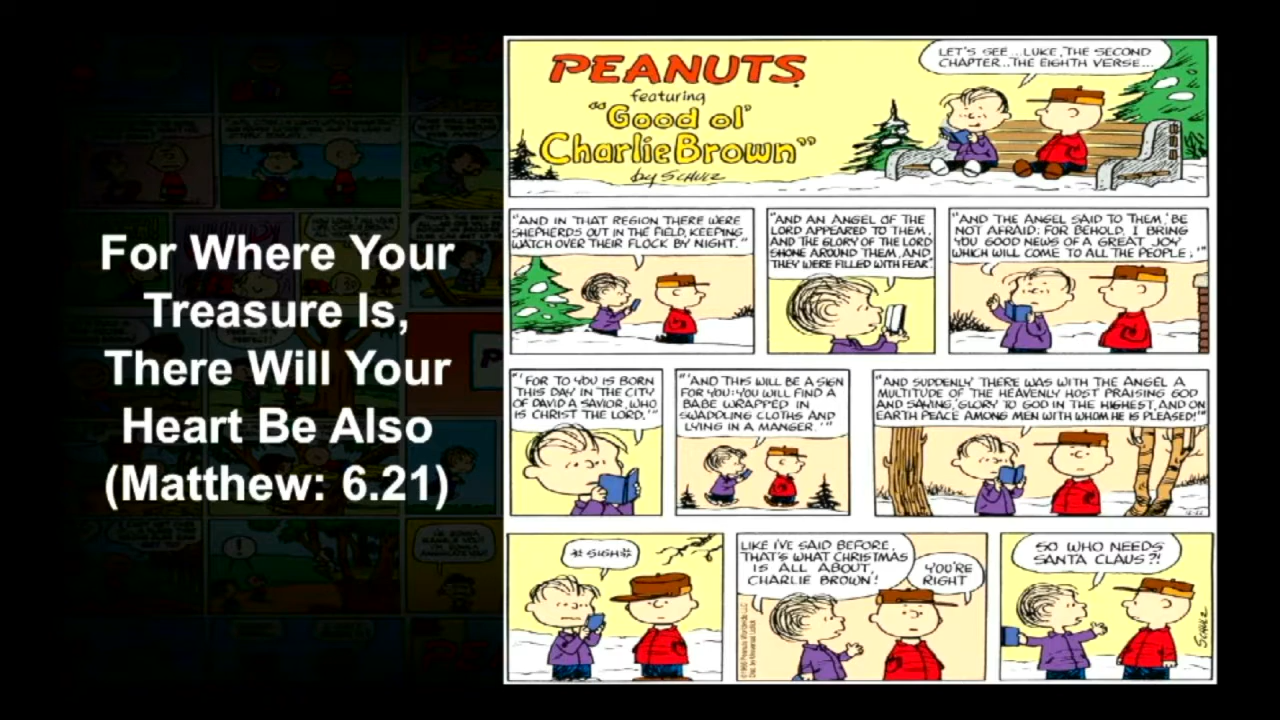 For Where Your
Treasure Is,
There Will Your
Heart Be Also
(Matthew: 6.21)
PEANUTS
featuring
"Good ol'
Charlie Brown"
by SCHULZ
LET'S SEE...LUKE, THE SECOND
CHAPTER...THE EIGHTH VERSE...
"AND IN THAT REGION THERE WERE
SHEPHERDS OUT IN THE FIELD, KEEPING
WATCH OVER THEIR FLOCK BY NIGHT."
"AND AN ANGEL OF THE
LORD APPEARED TO THEM,
AND THE GLORY OF THE LORD
SHONE AROUND THEM, AND
THEY WERE FILLED WITH FEAR."
"AND THE ANGEL SAID TO THEM, 'BE
NOT AFRAID; FOR BEHOLD, I BRING
YOU GOOD NEWS OF A GREAT JOY
WHICH WILL COME TO ALL THE PEOPLE,'"
"'FOR TO YOU IS BORN
THIS DAY IN THE CITY
OF DAVID A SAVIOR, WHO
IS CHRIST THE LORD.'"
"'AND THIS WILL BE A SIGN
FOR YOU: YOU WILL FIND A
BABE WRAPPED IN
SWADDLING CLOTHS AND
LYING IN A MANGER.'"
"AND SUDDENLY THERE WAS WITH THE ANGEL A
MULTITUDE OF THE HEAVENLY HOST PRAISING GOD
AND SAYING, 'GLORY TO GOD IN THE HIGHEST, AND ON
EARTH PEACE AMONG MEN WITH WHOM HE IS PLEASED!'"
* SIGH *
LIKE I'VE SAID BEFORE,
THAT'S WHAT CHRISTMAS
IS ALL ABOUT,
CHARLIE BROWN!
YOU'RE
RIGHT
SO WHO NEEDS
SANTA CLAUS?!
SCHULZ